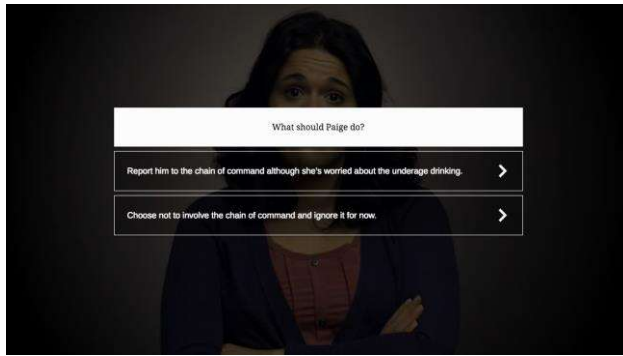 What should Paige do?
Report him to the chain of command although she's worried about the underage drinking.
Choose not to involve the chain of command and ignore it for now.